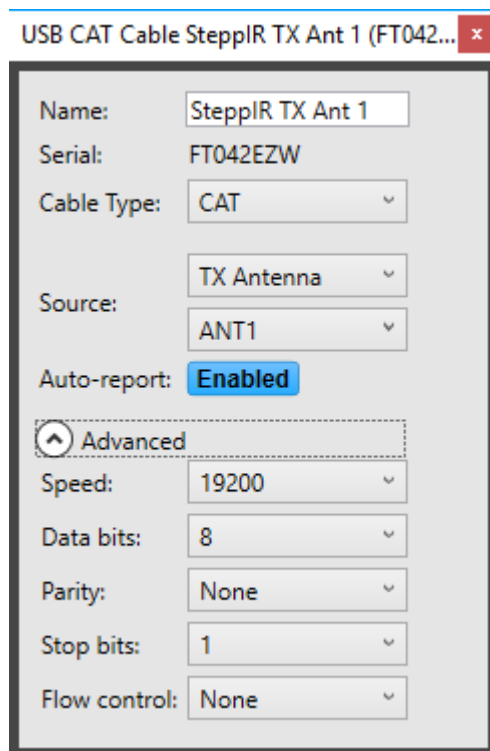 USB CAT Cable SteppIR TX Ant 1 (FT042... x
Name: SteppIR TX Ant 1
Serial: FT042EZW
Cable Type: CAT
TX Antenna
Source:
ANT1
Auto-report: Enabled
Advanced
Speed: 19200
Data bits: 8
Parity: None
Stop bits: 1
Flow control: None